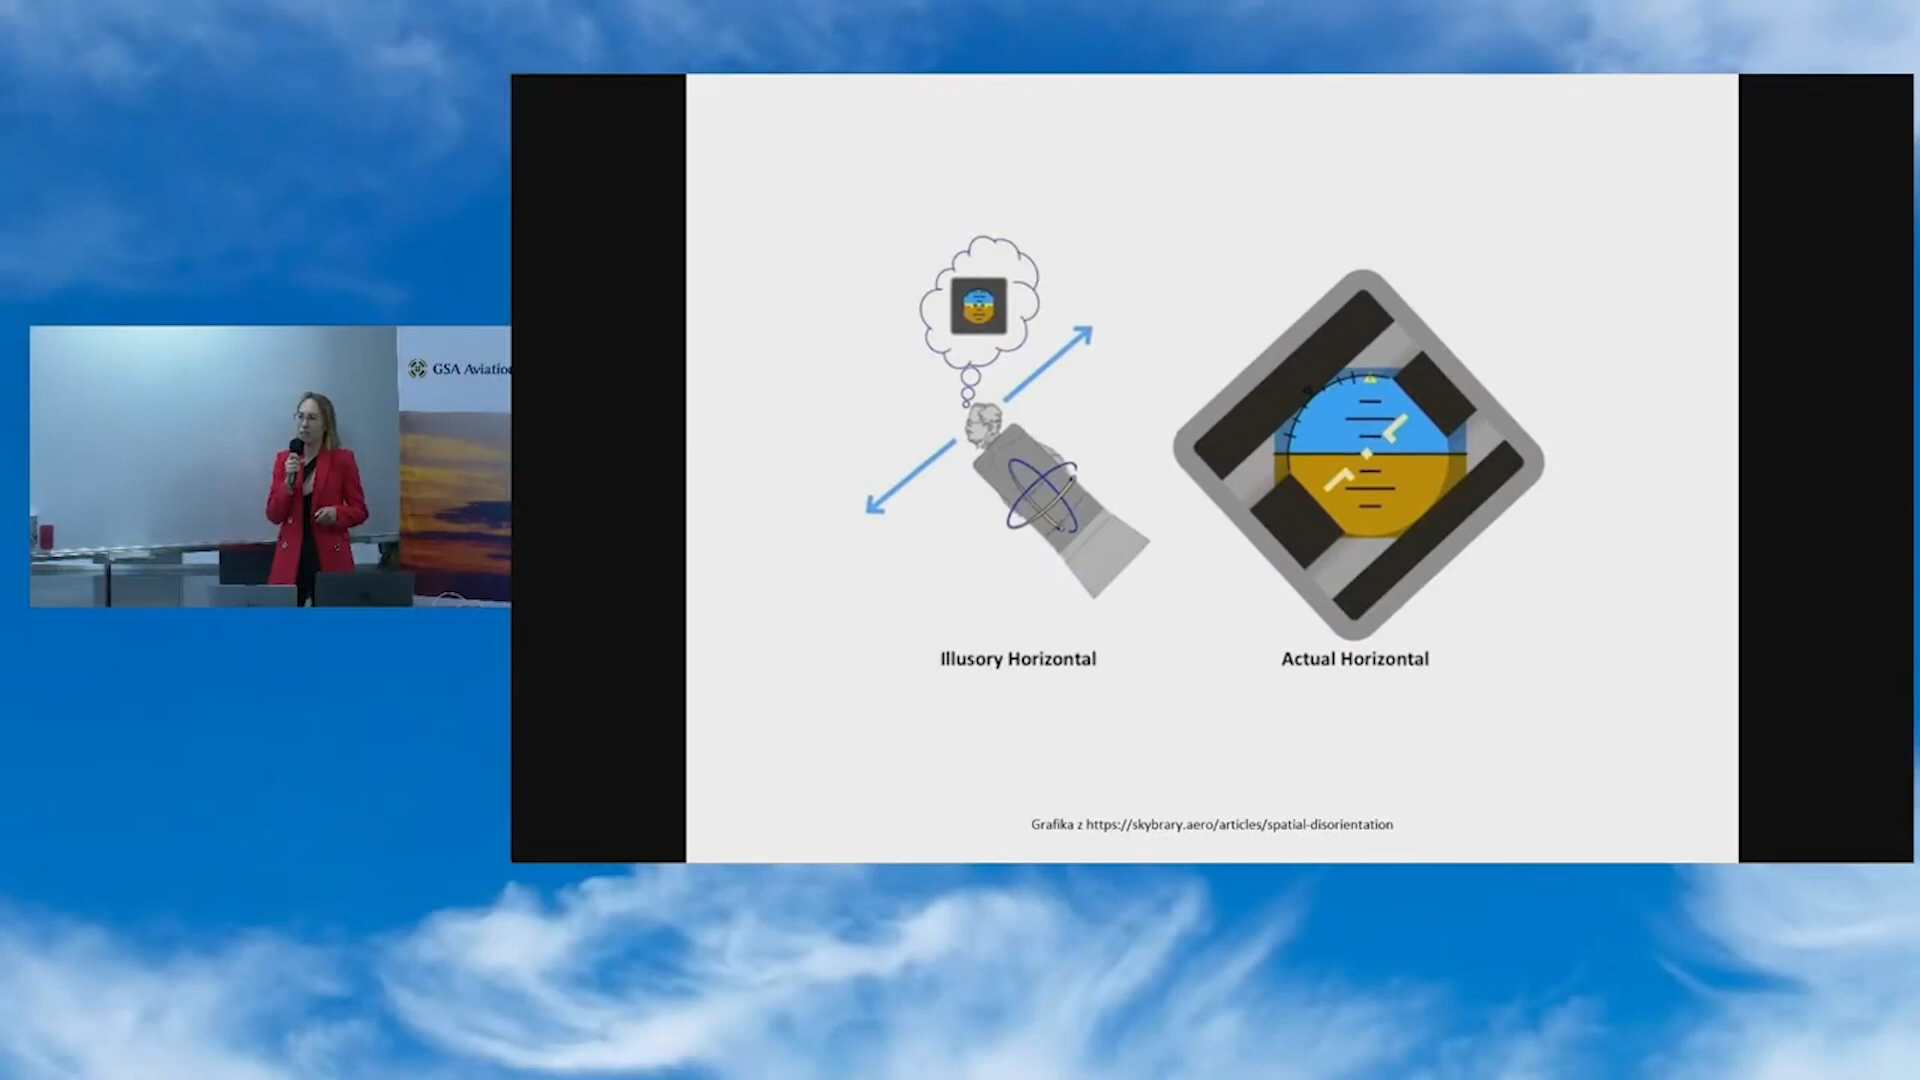 GSA Aviation
Illusory Horizontal
Actual Horizontal
Grafika z https://skybrary.aero/articles/spatial-disorientation